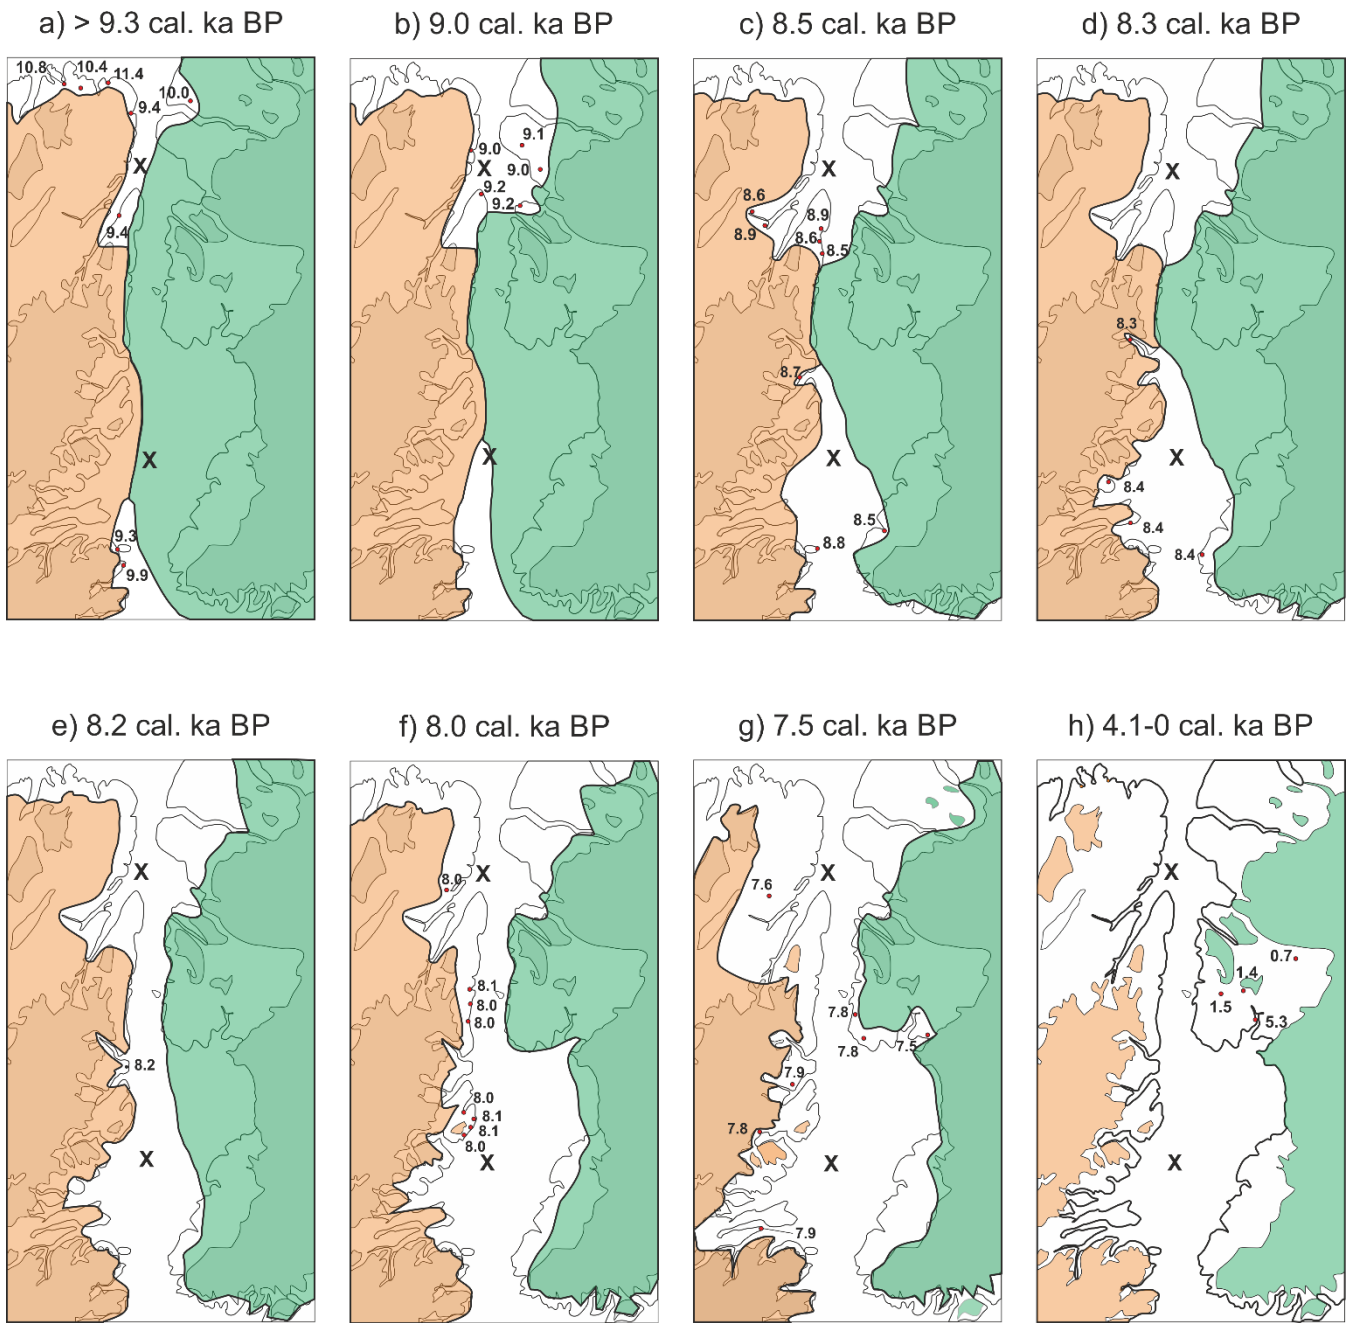 a) > 9.3 cal. ka BP
b) 9.0 cal. ka BP
c) 8.5 cal. ka BP
d) 8.3 cal. ka BP
10.8
10.4
11.4
10.0
9.4
X
9.4
X
9.3
9.9
9.1
9.0
X
9.0
9.2
9.2
X
X
8.6
8.9
8.9
8.6
8.5
8.7
X
8.5
8.8
X
8.3
X
8.4
8.4
8.4
e) 8.2 cal. ka BP
f) 8.0 cal. ka BP
g) 7.5 cal. ka BP
h) 4.1-0 cal. ka BP
X
8.2
X
X
8.0
8.1
8.0
8.0
8.0
8.1
8.1
8.0
X
X
7.6
7.8
7.8
7.5
7.9
7.8
X
7.9
X
0.7
1.4
1.5
5.3
X